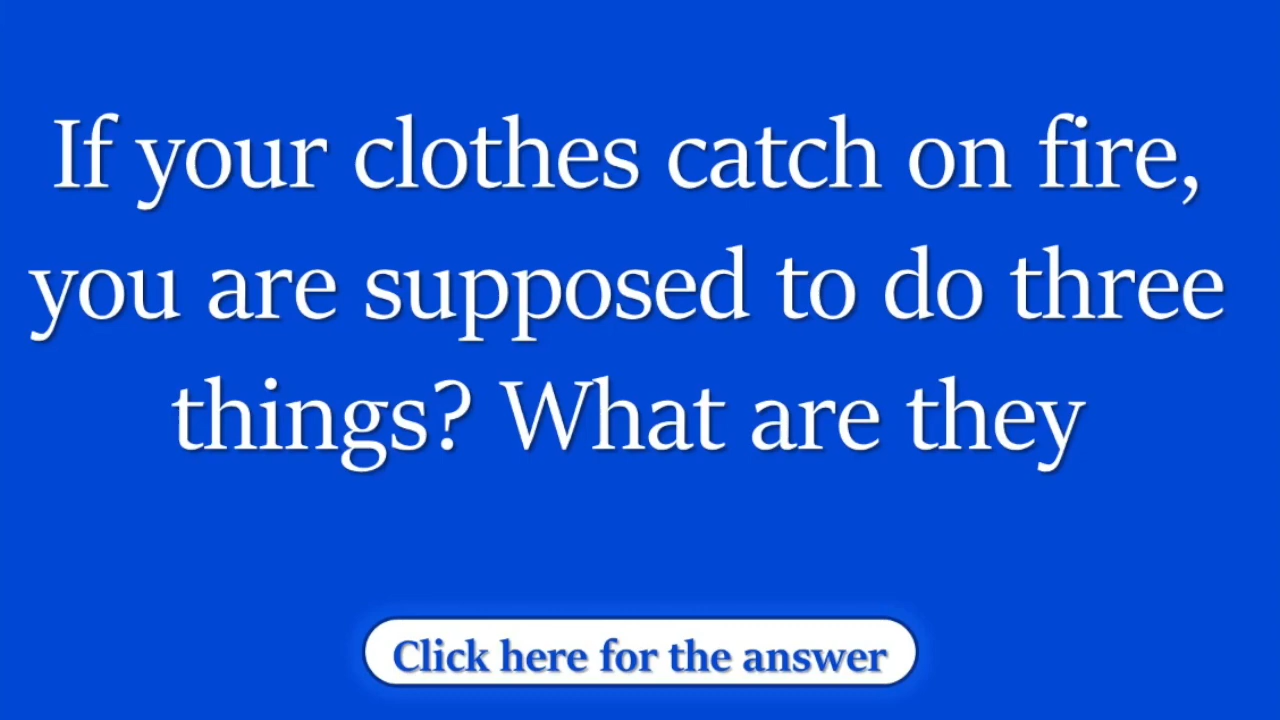 If your clothes catch on fire,
you are supposed to do three
things? What are they
Click here for the answer